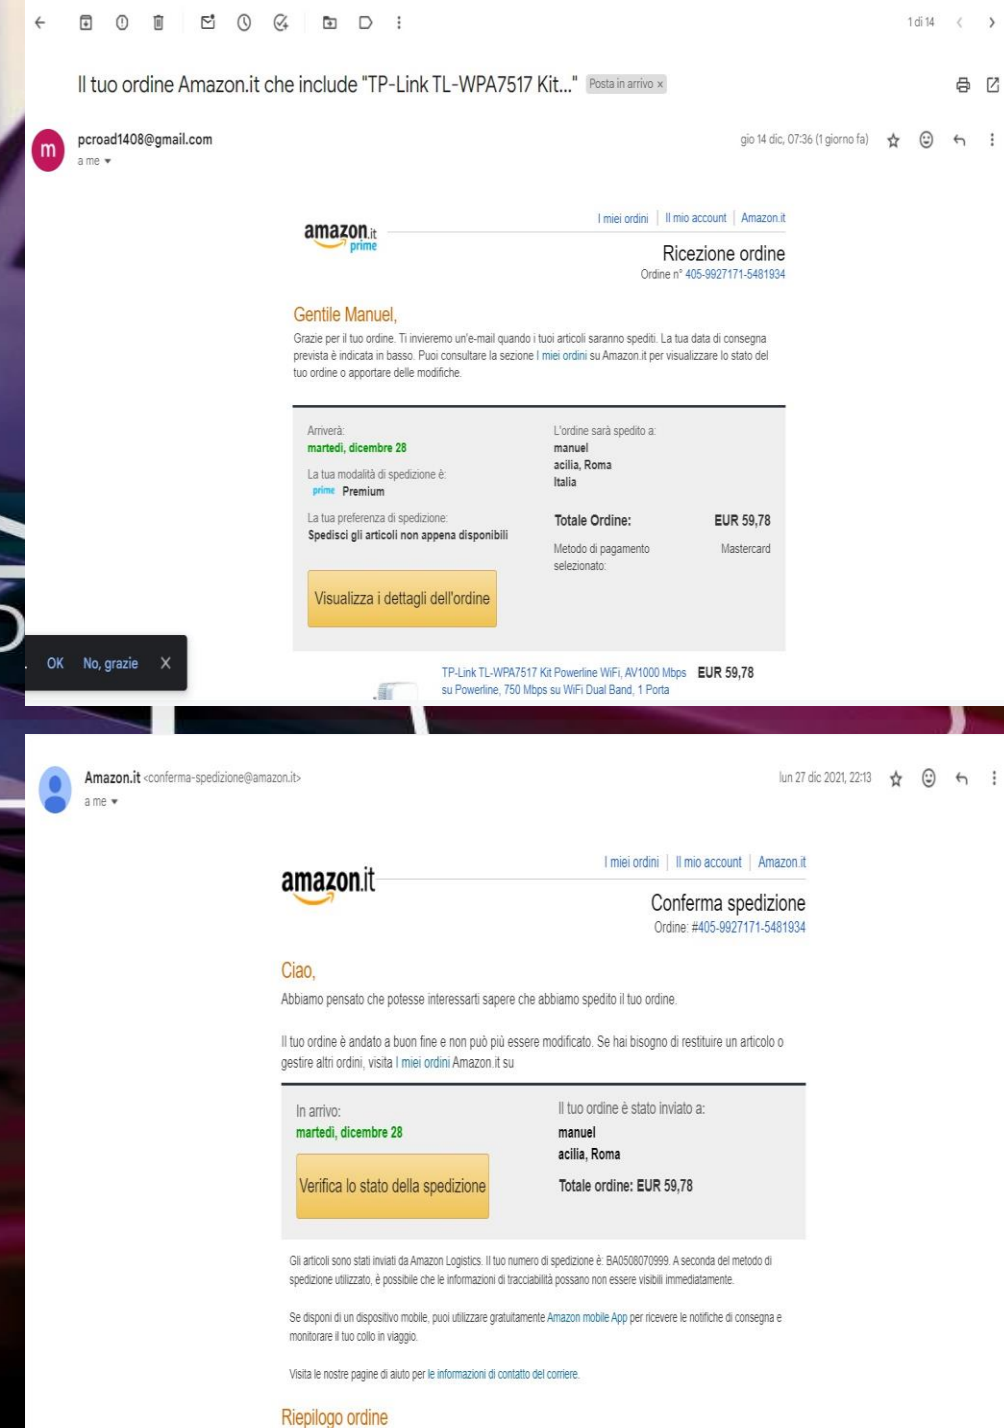 1 di 14
Il tuo ordine Amazon.it che include "TP-Link TL-WPA7517 Kit..." Posta in arrivo x
m pcroad1408@gmail.com gio 14 dic, 07:36 (1 giorno fa)
a me
amazon.it
prime
I miei ordini | Il mio account | Amazon.it
Ricezione ordine
Ordine n° 405-9927171-5481934
Gentile Manuel,
Grazie per il tuo ordine. Ti invieremo un'e-mail quando i tuoi articoli saranno spediti. La tua data di consegna
prevista è indicata in basso. Puoi consultare la sezione I miei ordini su Amazon.it per visualizzare lo stato del
tuo ordine o apportare delle modifiche.
Arriverà:
martedì, dicembre 28
La tua modalità di spedizione è:
prime Premium
La tua preferenza di spedizione:
Spedisci gli articoli non appena disponibili
Visualizza i dettagli dell'ordine
L'ordine sarà spedito a:
manuel
acilia, Roma
Italia
Totale Ordine: EUR 59,78
Metodo di pagamento Mastercard
selezionato:
OK No, grazie X
TP-Link TL-WPA7517 Kit Powerline WiFi, AV1000 Mbps EUR 59,78
su Powerline, 750 Mbps su WiFi Dual Band, 1 Porta
Amazon.it <conferma-spedizione@amazon.it> lun 27 dic 2021, 22:13
a me
amazon.it
I miei ordini | Il mio account | Amazon.it
Conferma spedizione
Ordine: #405-9927171-5481934
Ciao,
Abbiamo pensato che potesse interessarti sapere che abbiamo spedito il tuo ordine.
Il tuo ordine è andato a buon fine e non può più essere modificato. Se hai bisogno di restituire un articolo o
gestire altri ordini, visita I miei ordini Amazon.it su
In arrivo:
martedì, dicembre 28
Verifica lo stato della spedizione
Il tuo ordine è stato inviato a:
manuel
acilia, Roma
Totale ordine: EUR 59,78
Gli articoli sono stati inviati da Amazon Logistics. Il tuo numero di spedizione è: BA0508070999. A seconda del metodo di
spedizione utilizzato, è possibile che le informazioni di tracciabilità possano non essere visibili immediatamente.
Se disponi di un dispositivo mobile, puoi utilizzare gratuitamente Amazon mobile App per ricevere le notifiche di consegna e
monitorare il tuo collo in viaggio.
Visita le nostre pagine di aiuto per le informazioni di contatto del corriere.
Riepilogo ordine